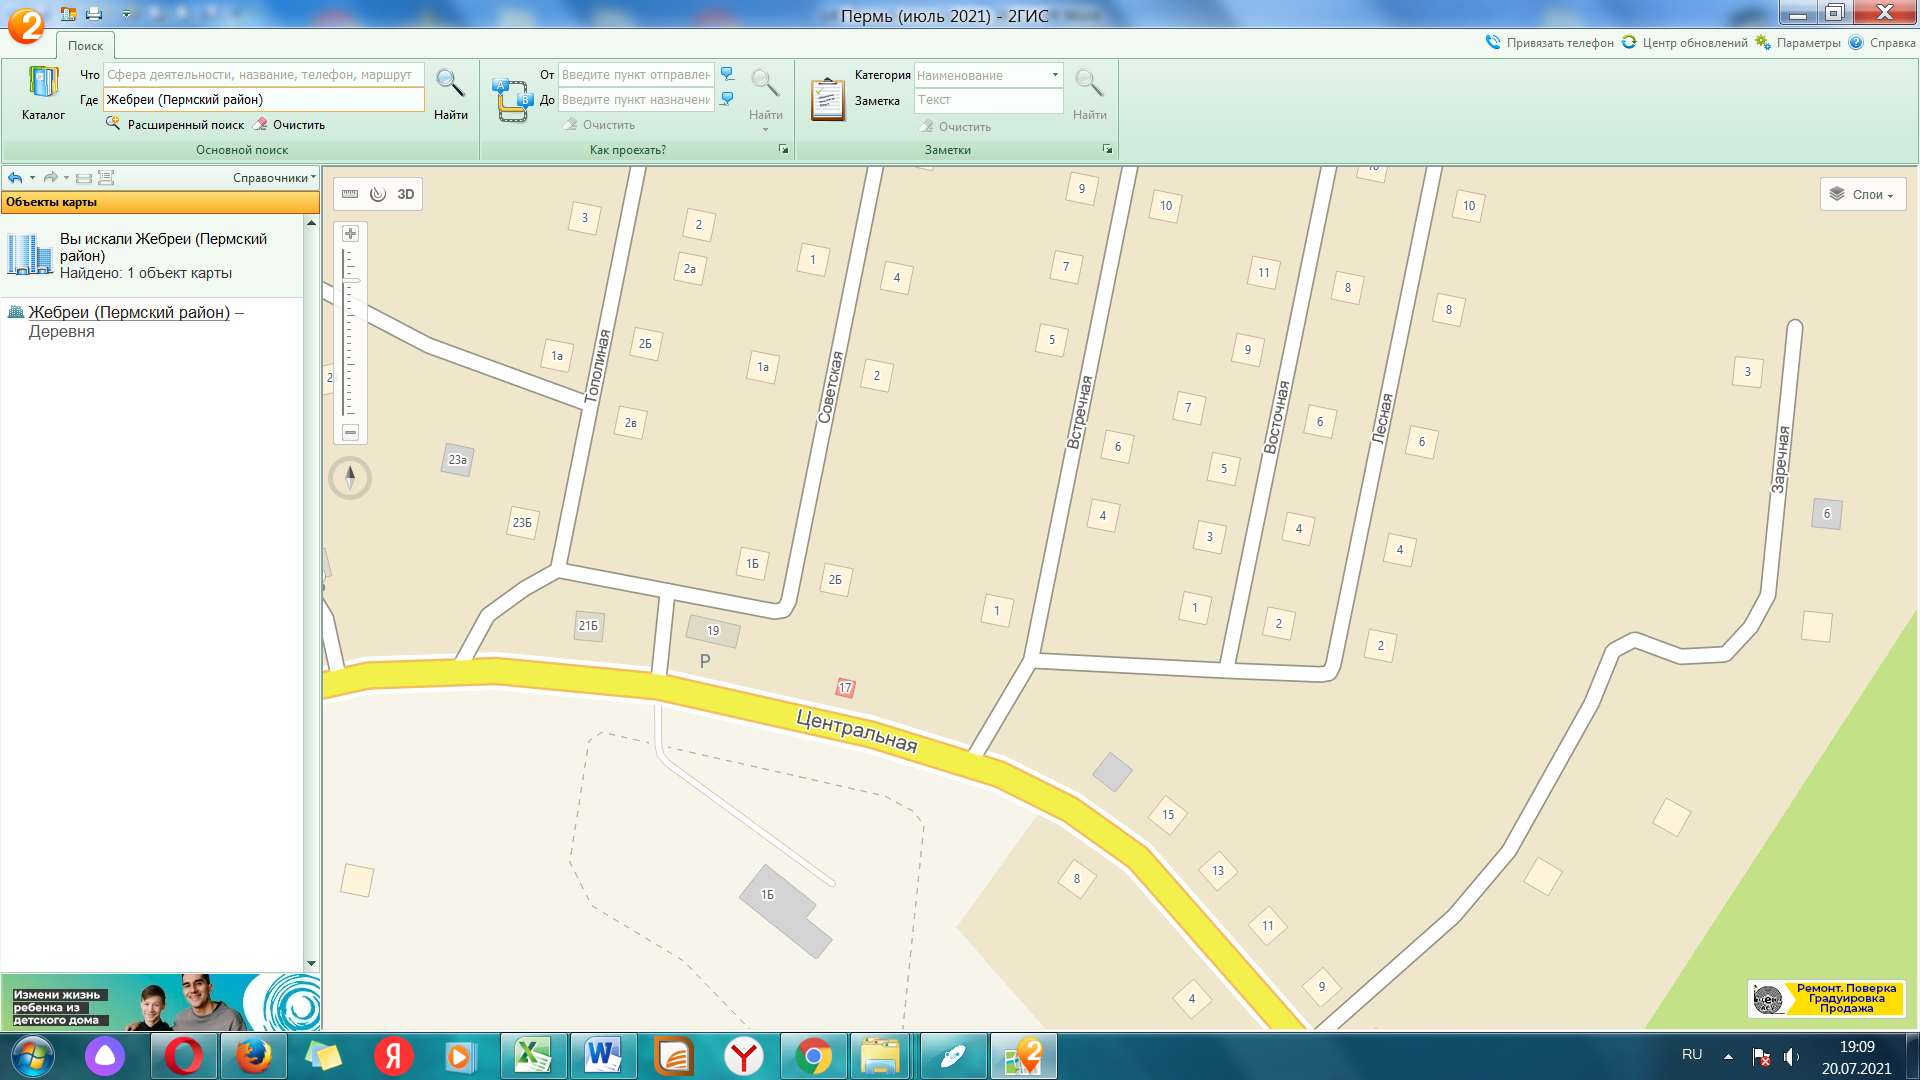 Пермь (июль 2021) - 2ГИС
Поиск
Привязать телефон
Центр обновлений
Параметры
Справка
Каталог
Что
Сфера деятельности, название, телефон, маршрут
Где
Жебреи (Пермский район)
Расширенный поиск
Очистить
Найти
Основной поиск
От
Введите пункт отправлен
До
Введите пункт назначени
Очистить
Найти
Как проехать?
Категория
Наименование
Заметка
Текст
Очистить
Найти
Заметки
Справочники
Объекты карты
Вы искали Жебреи (Пермский
район)
Найдено: 1 объект карты
Жебреи (Пермский район) –
Деревня
Измени жизнь
ребенка из
детского дома
3D
Слои
3
2
2а
1
4
9
10
10
7
11
8
8
5
9
1а
2Б
1а
2
3
7
6
6
2в
6
5
23а
23Б
4
3
4
4
6
1Б
2Б
1
1
2
2
21Б
19
P
17
15
13
8
11
1Б
9
4
Тополиная
Советская
Встречная
Восточная
Лесная
Заречная
Центральная
Ремонт. Поверка
Градуировка
Продажа
RU
19:09
20.07.2021